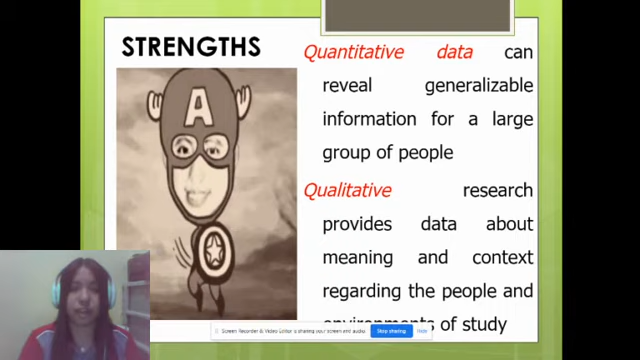 STRENGTHS
Quantitative data can
reveal generalizable
information for a large
group of people
Qualitative research
provides data about
meaning and context
regarding the people and
environments of study
A
Screen Recorder & Video Editor is sharing your screen and audio.
Stop sharing
Hide